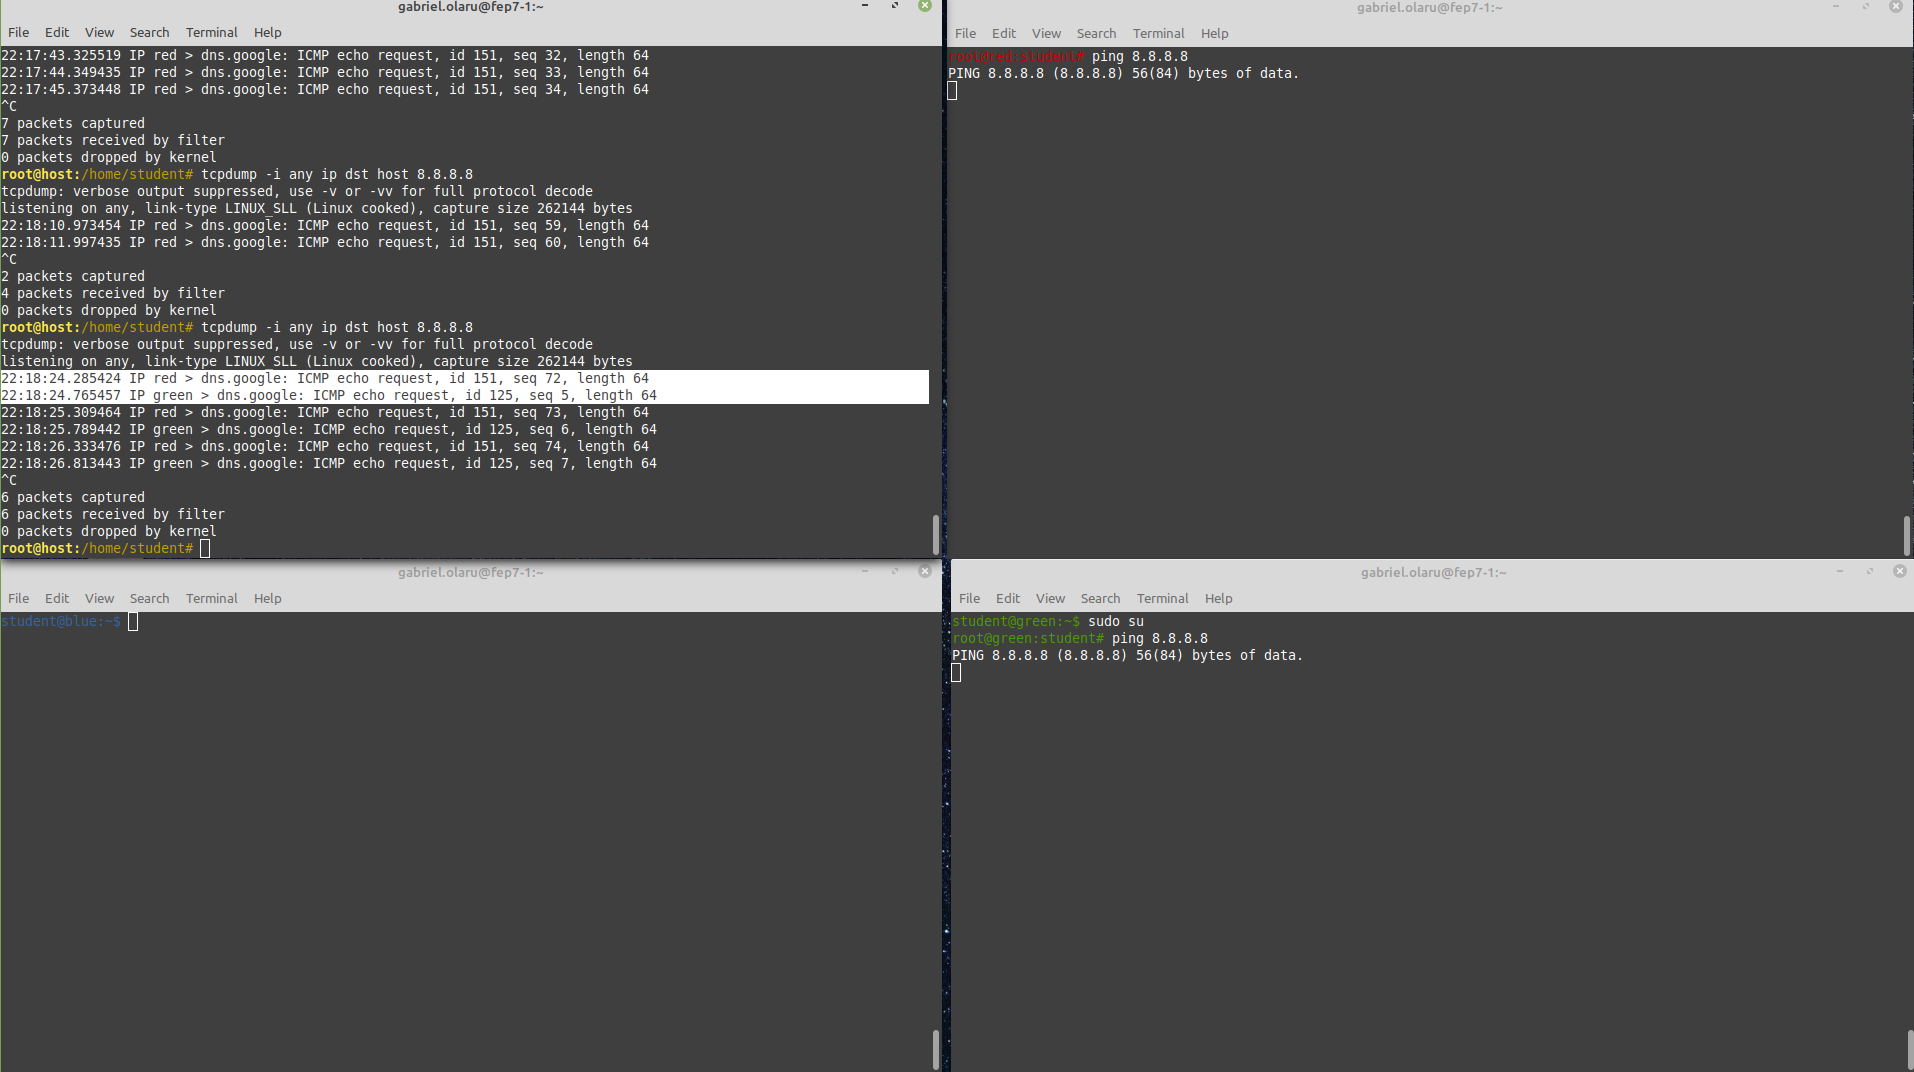 gabriel.olaru@fep7-1:~
File Edit View Search Terminal Help
22:17:43.325519 IP red > dns.google: ICMP echo request, id 151, seq 32, length 64
22:17:44.349435 IP red > dns.google: ICMP echo request, id 151, seq 33, length 64
22:17:45.373448 IP red > dns.google: ICMP echo request, id 151, seq 34, length 64
^C
7 packets captured
7 packets received by filter
0 packets dropped by kernel
root@host:/home/student# tcpdump -i any ip dst host 8.8.8.8
tcpdump: verbose output suppressed, use -v or -vv for full protocol decode
listening on any, link-type LINUX_SLL (Linux cooked), capture size 262144 bytes
22:18:10.973454 IP red > dns.google: ICMP echo request, id 151, seq 59, length 64
22:18:11.997435 IP red > dns.google: ICMP echo request, id 151, seq 60, length 64
^C
2 packets captured
4 packets received by filter
0 packets dropped by kernel
root@host:/home/student# tcpdump -i any ip dst host 8.8.8.8
tcpdump: verbose output suppressed, use -v or -vv for full protocol decode
listening on any, link-type LINUX_SLL (Linux cooked), capture size 262144 bytes
22:18:24.285424 IP red > dns.google: ICMP echo request, id 151, seq 72, length 64
22:18:24.765457 IP green > dns.google: ICMP echo request, id 125, seq 5, length 64
22:18:25.309464 IP red > dns.google: ICMP echo request, id 151, seq 73, length 64
22:18:25.789442 IP green > dns.google: ICMP echo request, id 125, seq 6, length 64
22:18:26.333476 IP red > dns.google: ICMP echo request, id 151, seq 74, length 64
22:18:26.813443 IP green > dns.google: ICMP echo request, id 125, seq 7, length 64
^C
6 packets captured
6 packets received by filter
0 packets dropped by kernel
root@host:/home/student#
gabriel.olaru@fep7-1:~
File Edit View Search Terminal Help
root@red:student# ping 8.8.8.8
PING 8.8.8.8 (8.8.8.8) 56(84) bytes of data.
gabriel.olaru@fep7-1:~
File Edit View Search Terminal Help
student@blue:~$
gabriel.olaru@fep7-1:~
File Edit View Search Terminal Help
student@green:~$ sudo su
root@green:student# ping 8.8.8.8
PING 8.8.8.8 (8.8.8.8) 56(84) bytes of data.